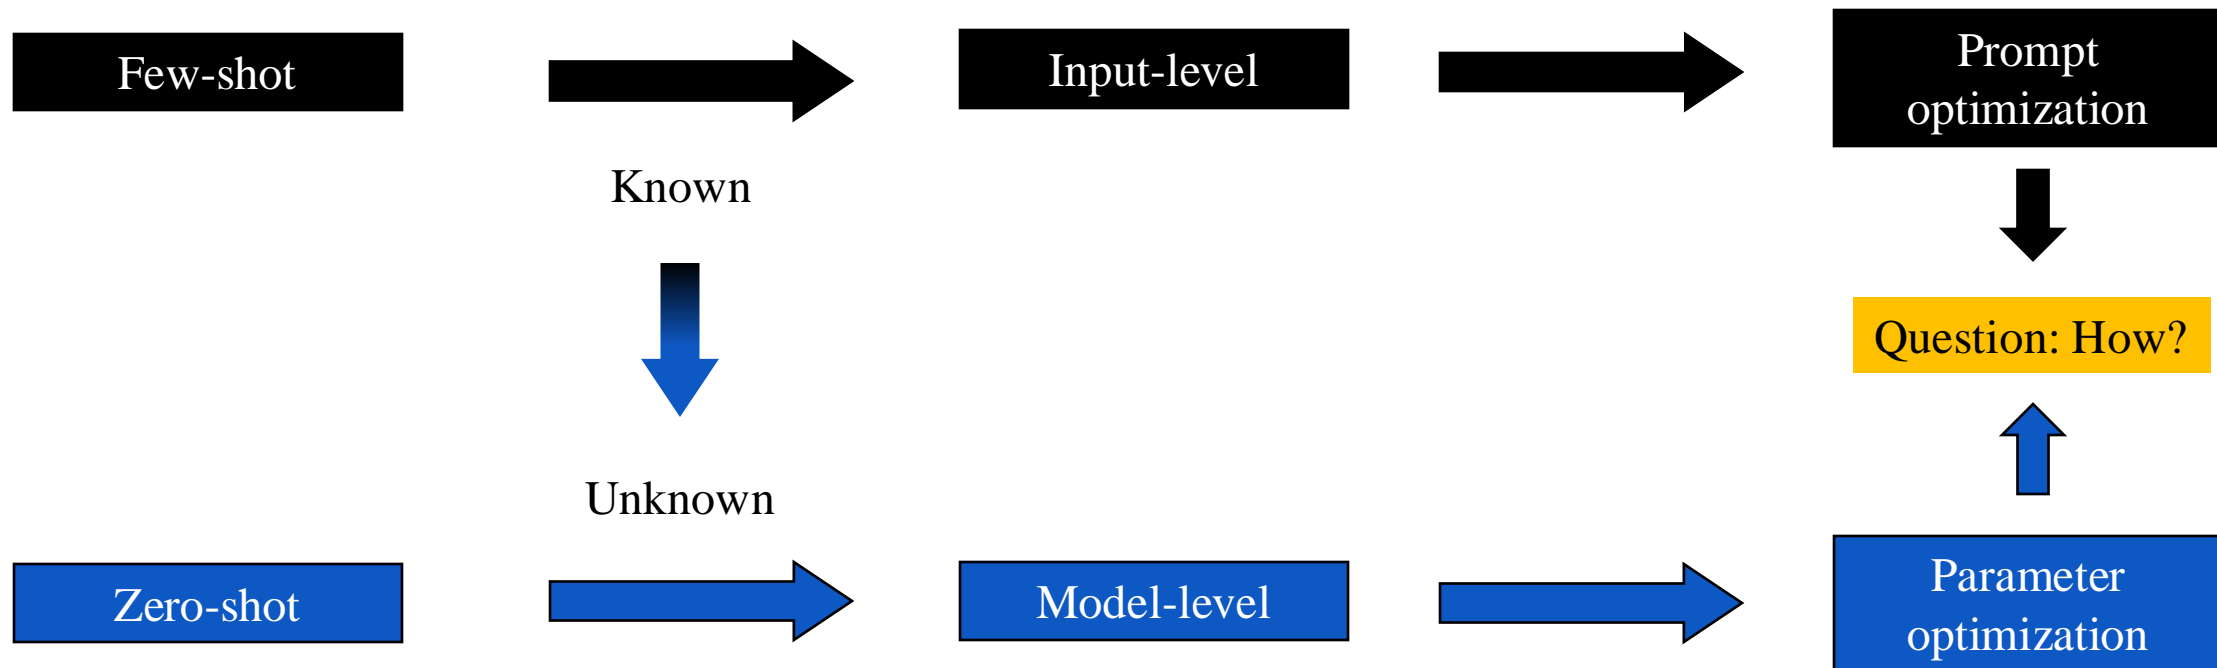 Few-shot
Input-level
Prompt
optimization
Known
Question: How?
Unknown
Zero-shot
Model-level
Parameter
optimization